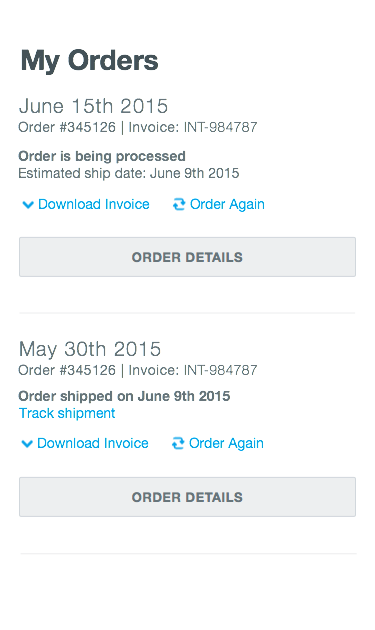 My Orders
June 15th 2015
Order #345126 | Invoice: INT-984787
Order is being processed
Estimated ship date: June 9th 2015
Download Invoice Order Again
ORDER DETAILS
May 30th 2015
Order #345126 | Invoice: INT-984787
Order shipped on June 9th 2015
Track shipment
Download Invoice Order Again
ORDER DETAILS